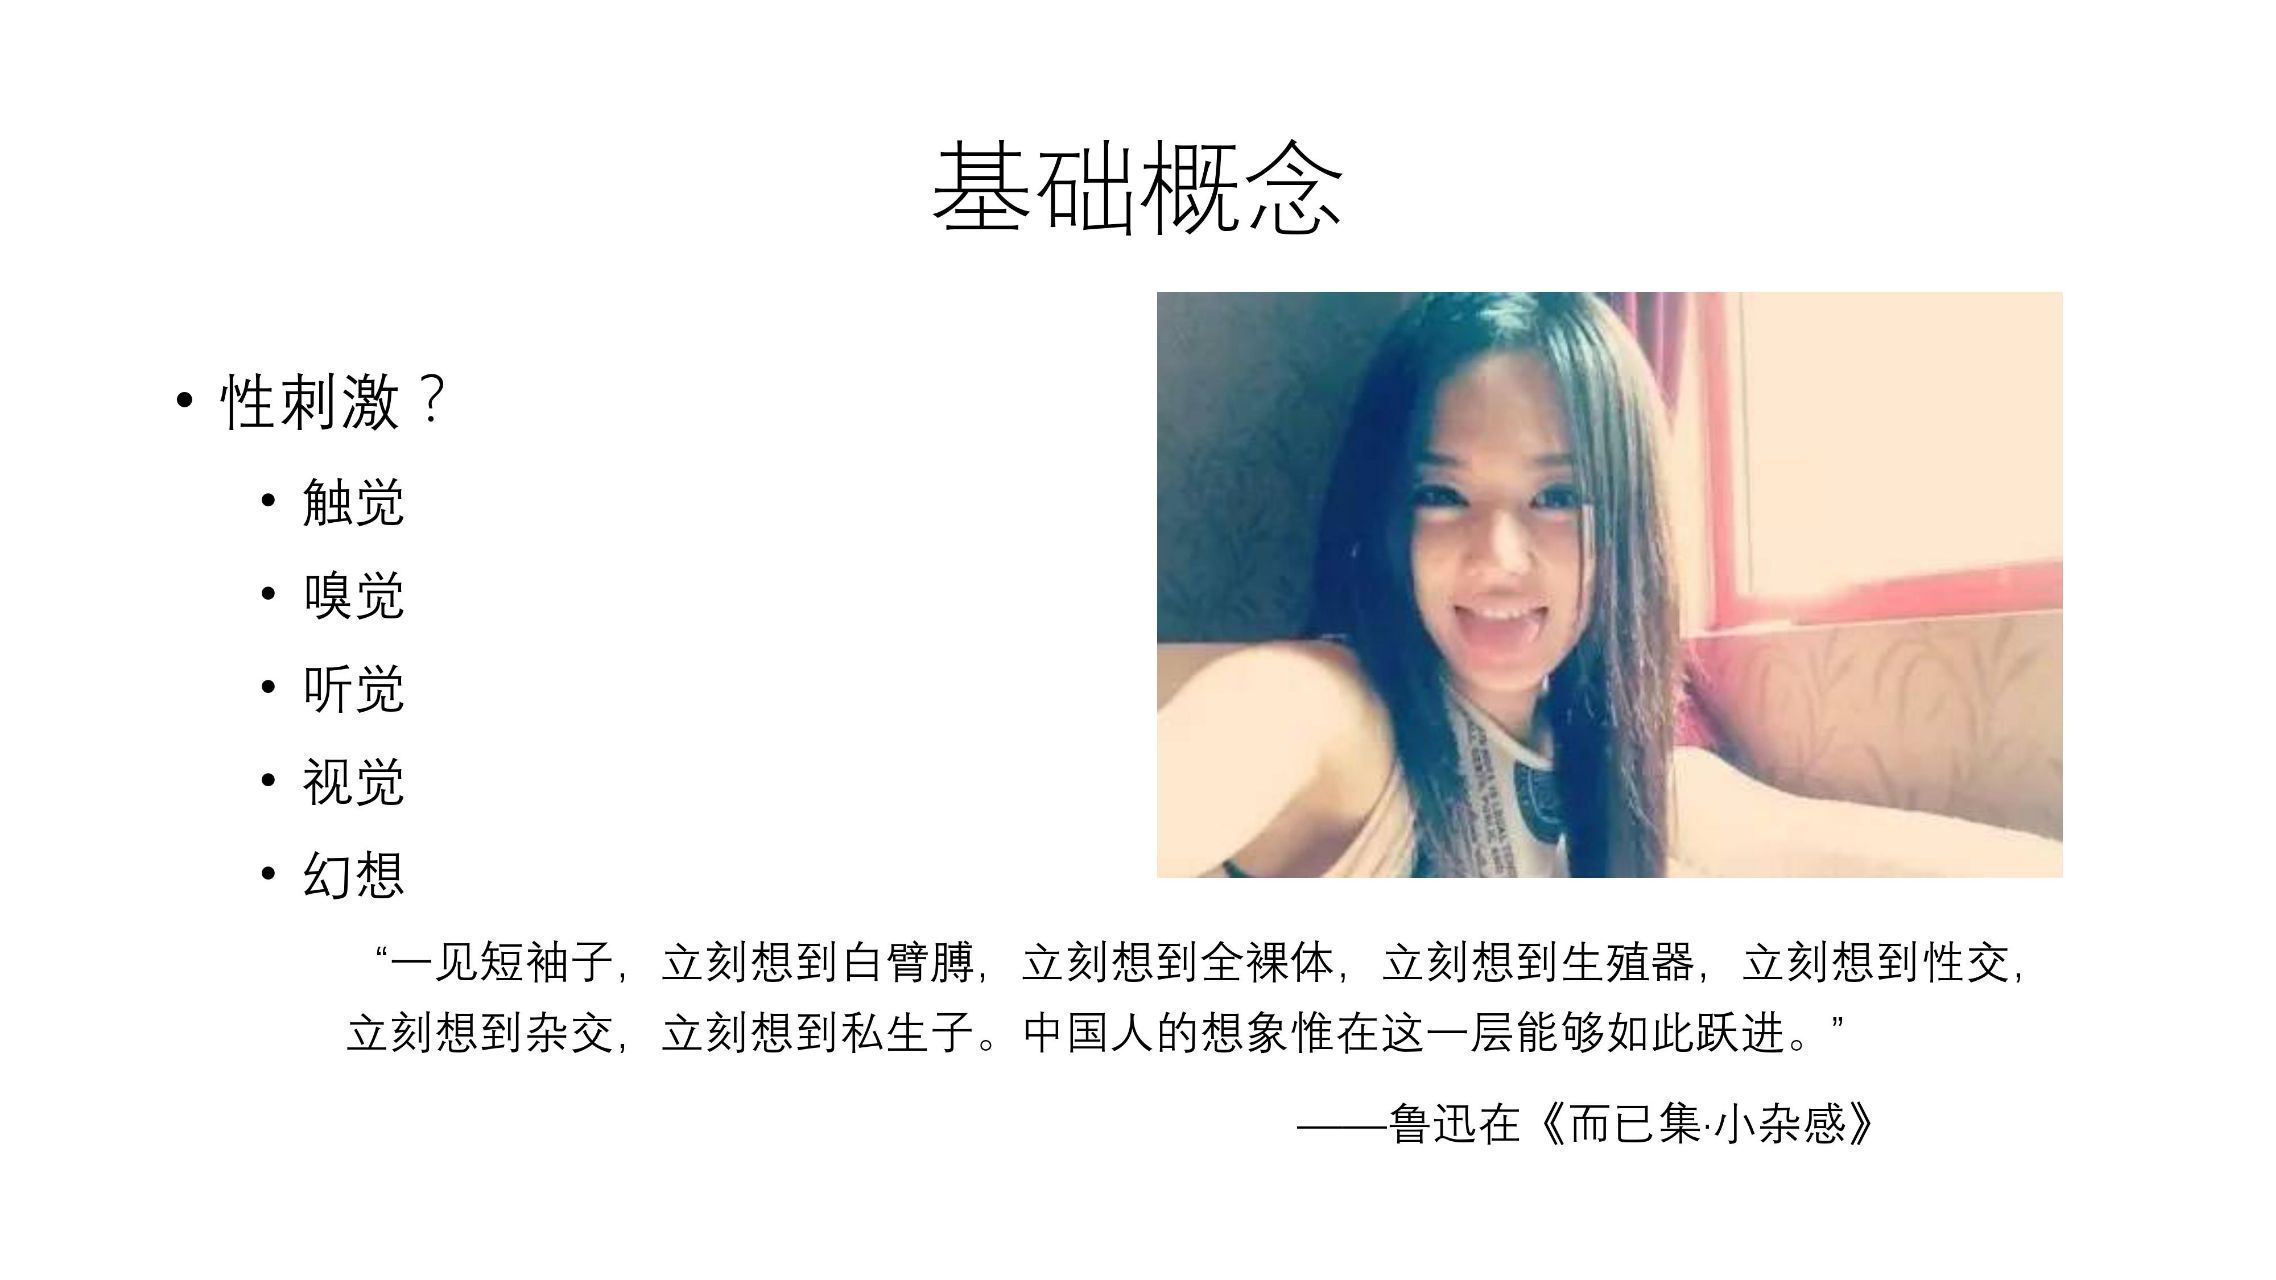 基础概念
• 性刺激？
• 触觉
• 嗅觉
• 听觉
• 视觉
• 幻想
“一见短袖子，立刻想到白臂膊，立刻想到全裸体，立刻想到生殖器，立刻想到性交，
立刻想到杂交，立刻想到私生子。中国人的想象惟在这一层能够如此跃进。”
——鲁迅在《而已集·小杂感》